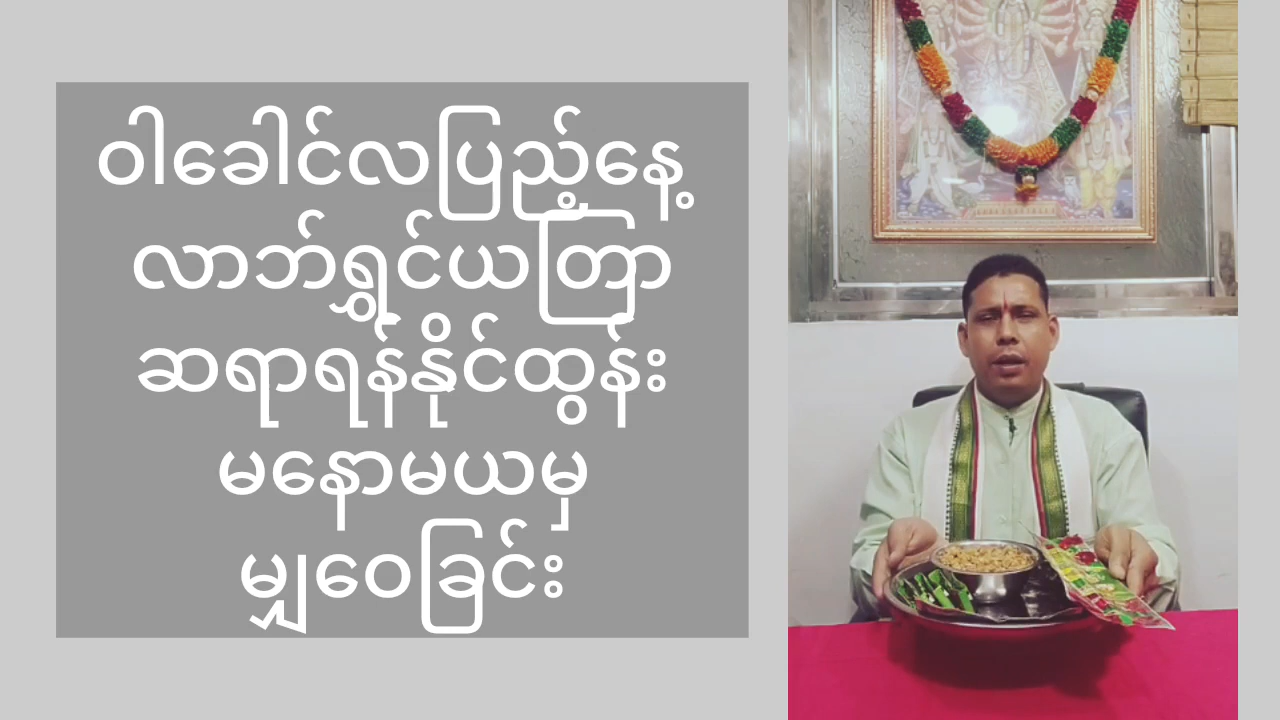 ဝါခေါင်လပြည့်နေ့
လာဘ်ရွှင်ယတြာ
ဆရာရန်နိုင်ထွန်း
မနောမယမှ
မျှဝေခြင်း